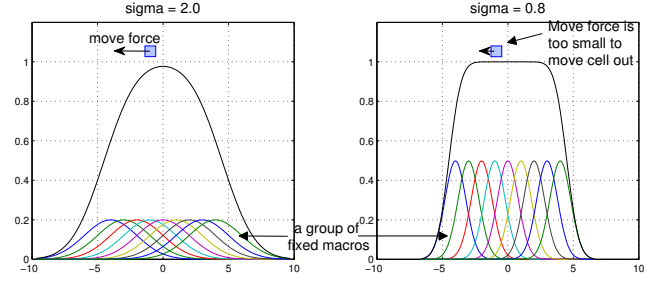 sigma = 2.0
sigma = 0.8
move force
Move force is
too small to
move cell out
a group of
fixed macros
1
0.8
0.6
0.4
0.2
0
−10
−5
0
5
10
1
0.8
0.6
0.4
0.2
0
−10
−5
0
5
10